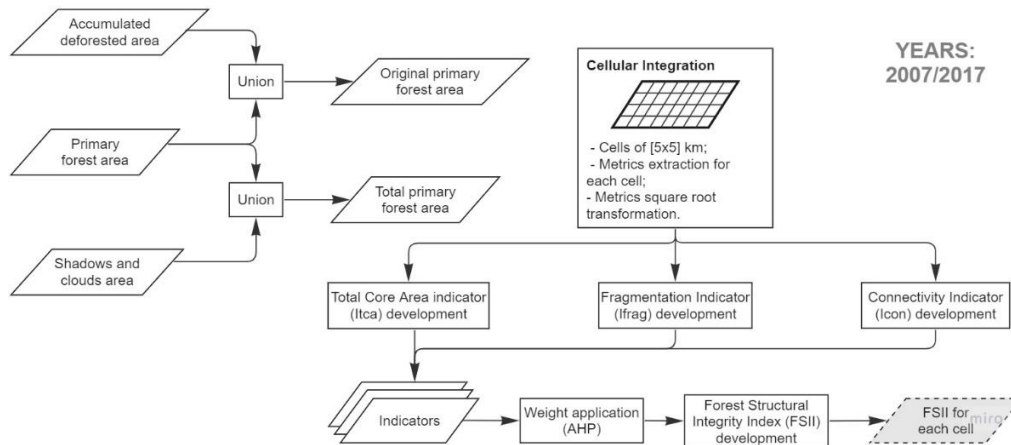 Accumulated
deforested area
Union
Original primary
forest area
Primary
forest area
Union
Total primary
forest area
Shadows and
clouds area
Cellular Integration
- Cells of [5x5] km;
- Metrics extraction for
each cell;
- Metrics square root
transformation.
YEARS:
2007/2017
Total Core Area indicator
(Itca) development
Fragmentation Indicator
(Ifrag) development
Connectivity Indicator
(Icon) development
Indicators
Weight application
(AHP)
Forest Structural
Integrity Index (FSII)
development
FSII for
each cell
miro